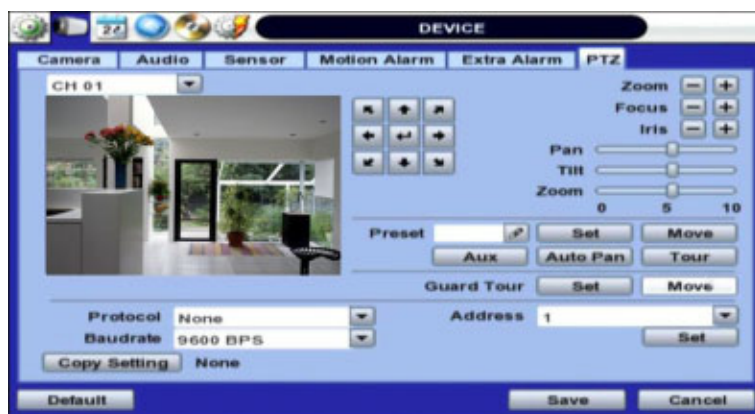 DEVICE
Camera Audio Sensor Motion Alarm Extra Alarm PTZ
CH 01
Zoom
Focus
Iris
Pan
Tilt
Zoom
0 5 10
Preset Set Move
Aux Auto Pan Tour
Guard Tour Set Move
Protocol None Address 1
Baudrate 9600 BPS Set
Copy Setting None
Default Save Cancel